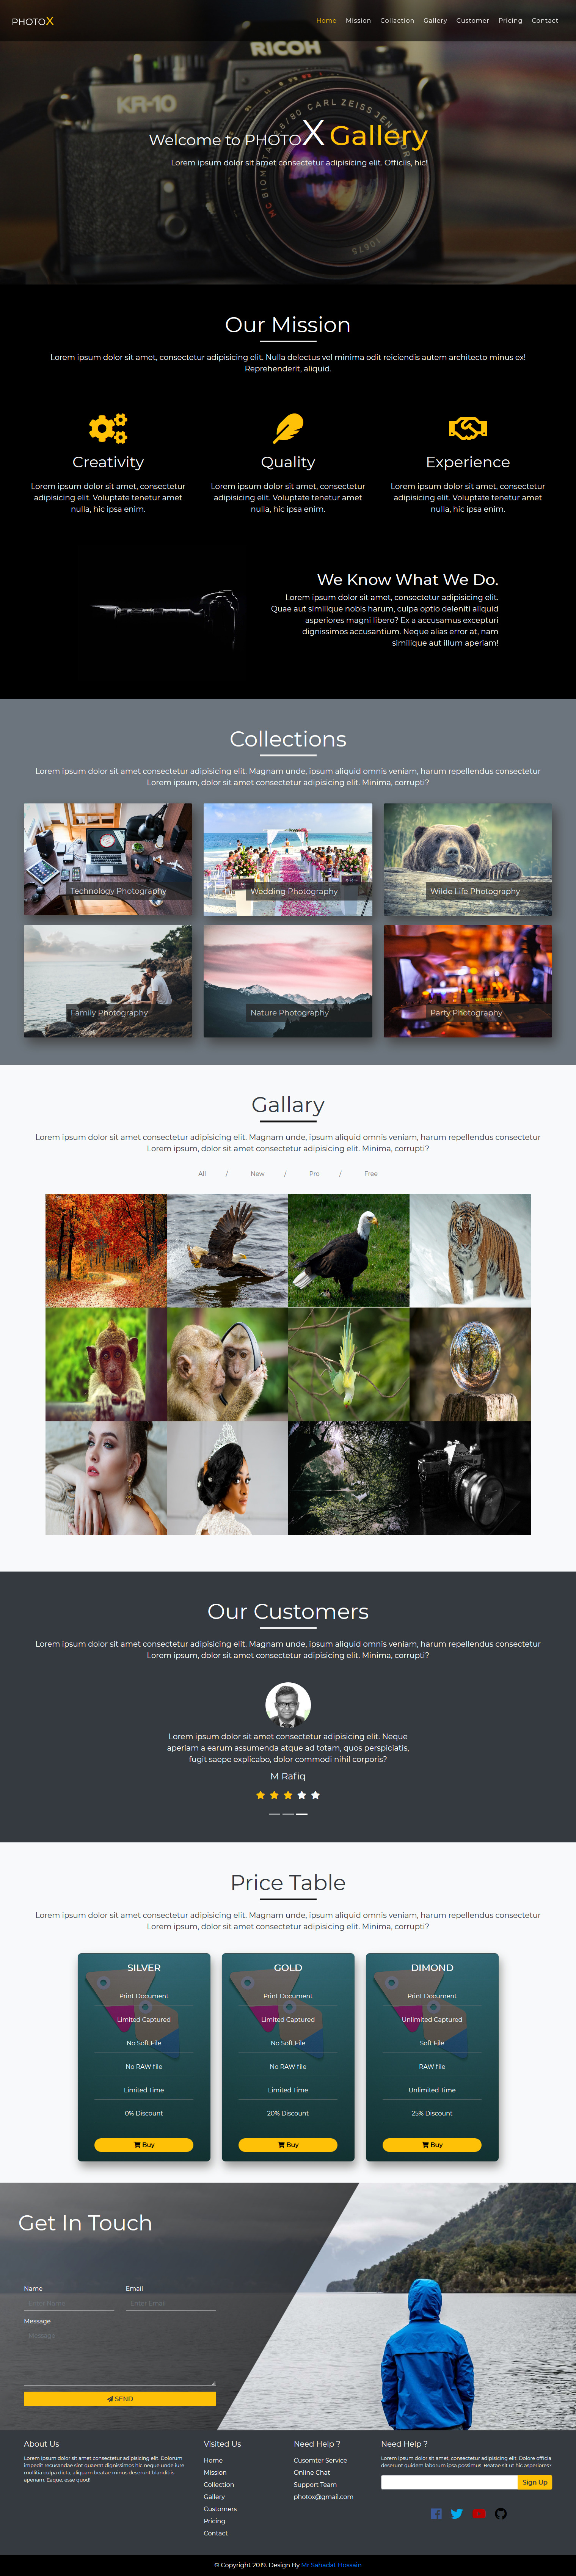 PHOTOX
Home Mission Collaction Gallery Customer Pricing Contact
RICOH
KR-10
Welcome to PHOTOX Gallery
Lorem ipsum dolor sit amet consectetur adipisicing elit. Officiis, hic!
Our Mission
Lorem ipsum dolor sit amet, consectetur adipisicing elit. Nulla delectus vel minima odit reiciendis autem architecto minus ex!
Reprehenderit, aliquid.
Creativity
Lorem ipsum dolor sit amet, consectetur
adipisicing elit. Voluptate tenetur amet
nulla, hic ipsa enim.
Quality
Lorem ipsum dolor sit amet, consectetur
adipisicing elit. Voluptate tenetur amet
nulla, hic ipsa enim.
Experience
Lorem ipsum dolor sit amet, consectetur
adipisicing elit. Voluptate tenetur amet
nulla, hic ipsa enim.
We Know What We Do.
Lorem ipsum dolor sit amet, consectetur adipisicing elit.
Quae aut similique nobis harum, culpa optio deleniti aliquid
asperiores magni libero? Ex a accusamus excepturi
dignissimos accusantium. Neque alias error at, nam
similique aut illum aperiam!
Collections
Lorem ipsum dolor sit amet consectetur adipisicing elit. Magnam unde, ipsum aliquid omnis veniam, harum repellendus consectetur
Lorem ipsum, dolor sit amet consectetur adipisicing elit. Minima, corrupti?
Technology Photography
Wedding Photography
Wilde Life Photography
Family Photography
Nature Photography
Party Photography
Gallary
Lorem ipsum dolor sit amet consectetur adipisicing elit. Magnam unde, ipsum aliquid omnis veniam, harum repellendus consectetur
Lorem ipsum, dolor sit amet consectetur adipisicing elit. Minima, corrupti?
All / New / Pro / Free
Our Customers
Lorem ipsum dolor sit amet consectetur adipisicing elit. Magnam unde, ipsum aliquid omnis veniam, harum repellendus consectetur
Lorem ipsum, dolor sit amet consectetur adipisicing elit. Minima, corrupti?
Lorem ipsum dolor sit amet consectetur adipisicing elit. Neque
aperiam a earum assumenda atque ad totam, quos perspiciatis,
fugit saepe explicabo, dolor commodi nihil corporis?
M Rafiq
Price Table
Lorem ipsum dolor sit amet consectetur adipisicing elit. Magnam unde, ipsum aliquid omnis veniam, harum repellendus consectetur
Lorem ipsum, dolor sit amet consectetur adipisicing elit. Minima, corrupti?
SILVER
Print Document
Limited Captured
No Soft File
No RAW file
Limited Time
0% Discount
Buy
GOLD
Print Document
Limited Captured
No Soft File
No RAW file
Limited Time
20% Discount
Buy
DIMOND
Print Document
Unlimited Captured
Soft File
RAW file
Unlimited Time
25% Discount
Buy
Get In Touch
Name
Email
Enter Name
Enter Email
Message
Message
SEND
About Us
Lorem ipsum dolor sit amet consectetur adipisicing elit. Dolorum
impedit recusandae sint quaerat dignissimos hic neque unde iure
mollitia culpa dicta, aliquam beatae minus deserunt blanditiis
aperiam. Eaque, esse quod!
Visited Us
Home
Mission
Collection
Gallery
Customers
Pricing
Contact
Need Help ?
Cusomter Service
Online Chat
Support Team
photox@gmail.com
Need Help ?
Lorem ipsum dolor sit amet, consectetur adipisicing elit. Dolore officia
deserunt quidem laborum ipsa possimus. Beatae sit ut hic asperiores?
Sign Up
© Copyright 2019. Design By Mr Sahadat Hossain